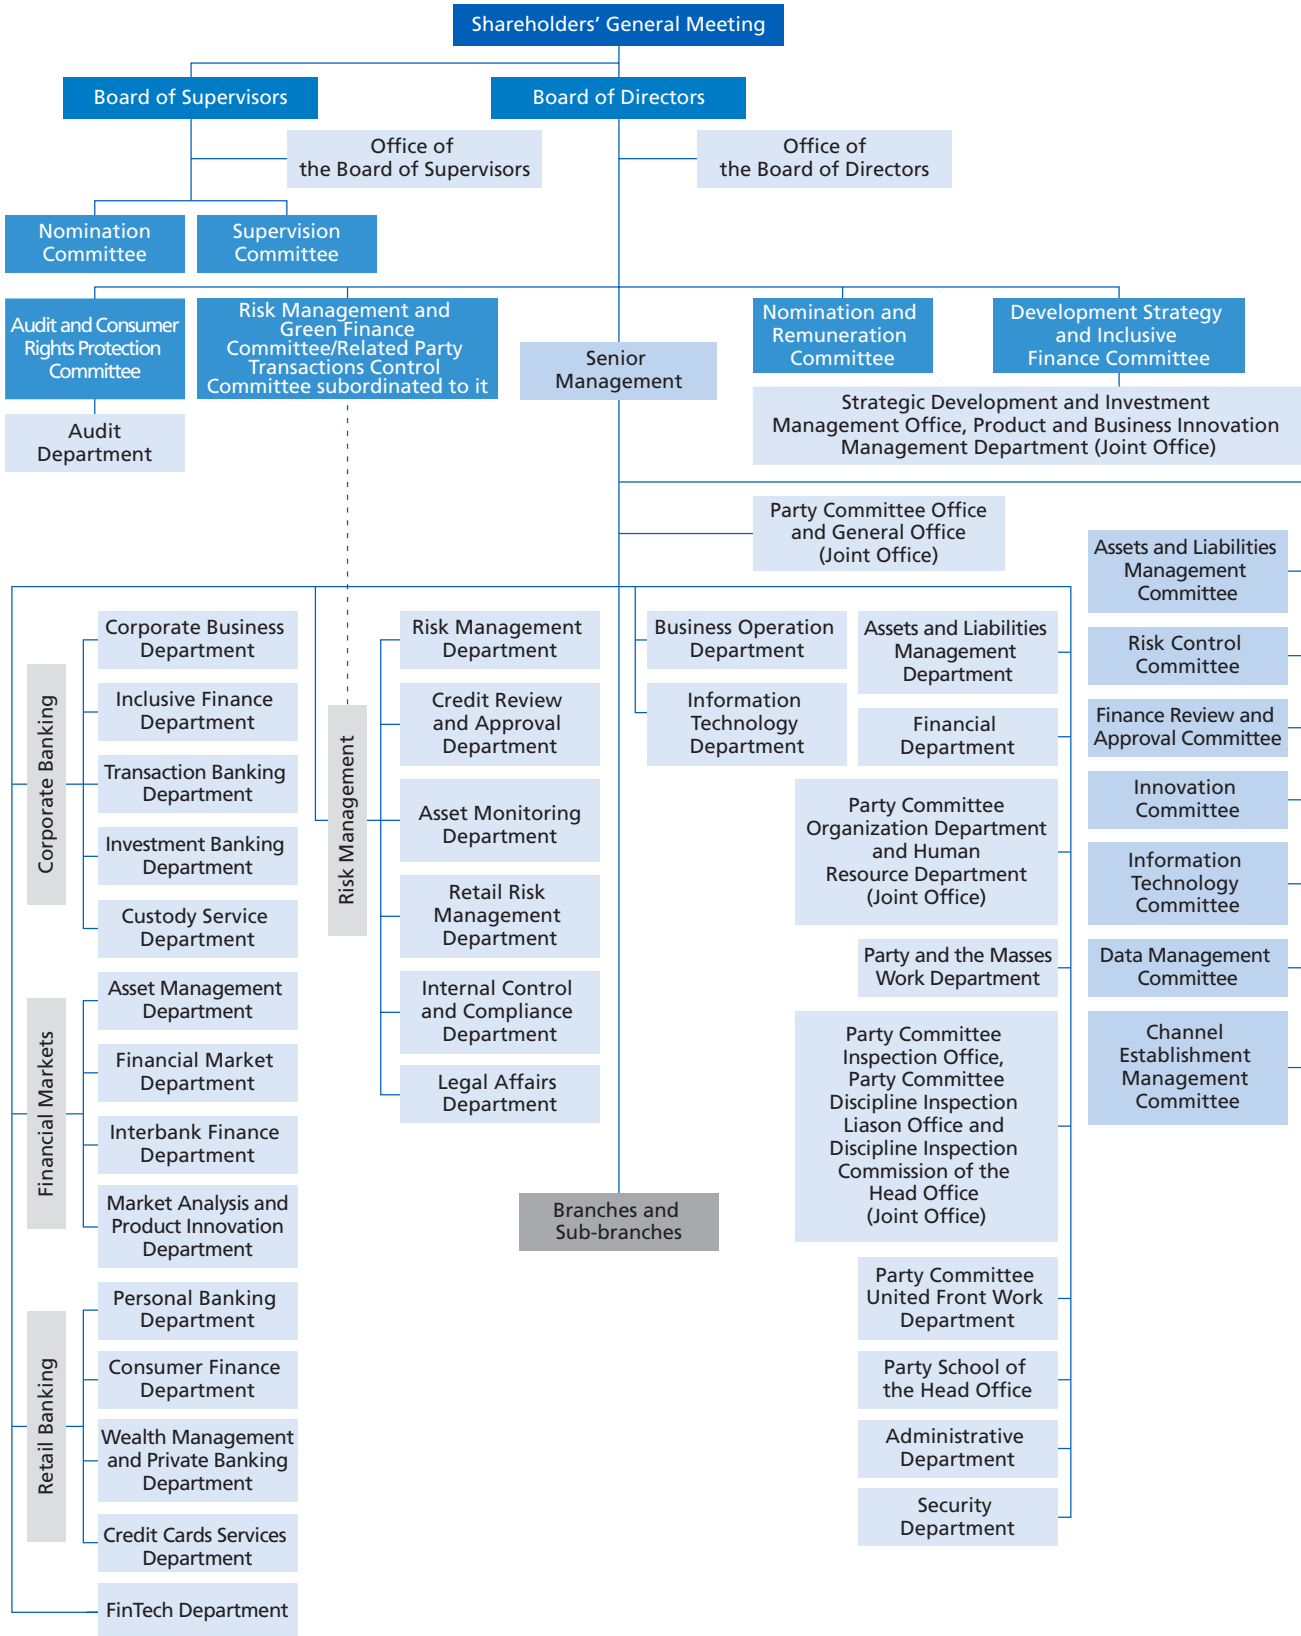 Shareholders’ General Meeting
Board of Supervisors
Board of Directors
Office of
the Board of Supervisors
Office of
the Board of Directors
Nomination
Committee
Supervision
Committee
Audit and Consumer
Rights Protection
Committee
Risk Management and
Green Finance
Committee/Related Party
Transactions Control
Committee subordinated to it
Senior
Management
Nomination and
Remuneration
Committee
Development Strategy
and Inclusive
Finance Committee
Audit
Department
Strategic Development and Investment
Management Office, Product and Business Innovation
Management Department (Joint Office)
Party Committee Office
and General Office
(Joint Office)
Corporate Banking
Corporate Business
Department
Inclusive Finance
Department
Transaction Banking
Department
Investment Banking
Department
Custody Service
Department
Financial Markets
Asset Management
Department
Financial Market
Department
Interbank Finance
Department
Market Analysis and
Product Innovation
Department
Retail Banking
Personal Banking
Department
Consumer Finance
Department
Wealth Management
and Private Banking
Department
Credit Cards Services
Department
FinTech Department
Risk Management
Risk Management
Department
Credit Review
and Approval
Department
Asset Monitoring
Department
Retail Risk
Management
Department
Internal Control
and Compliance
Department
Legal Affairs
Department
Branches and
Sub-branches
Business Operation
Department
Information
Technology
Department
Assets and Liabilities
Management
Department
Financial
Department
Party Committee
Organization Department
and Human
Resource Department
(Joint Office)
Party and the Masses
Work Department
Party Committee
Inspection Office,
Party Committee
Discipline Inspection
Liason Office and
Discipline Inspection
Commission of the
Head Office
(Joint Office)
Party Committee
United Front Work
Department
Party School of
the Head Office
Administrative
Department
Security
Department
Assets and Liabilities
Management
Committee
Risk Control
Committee
Finance Review and
Approval Committee
Innovation
Committee
Information
Technology
Committee
Data Management
Committee
Channel
Establishment
Management
Committee